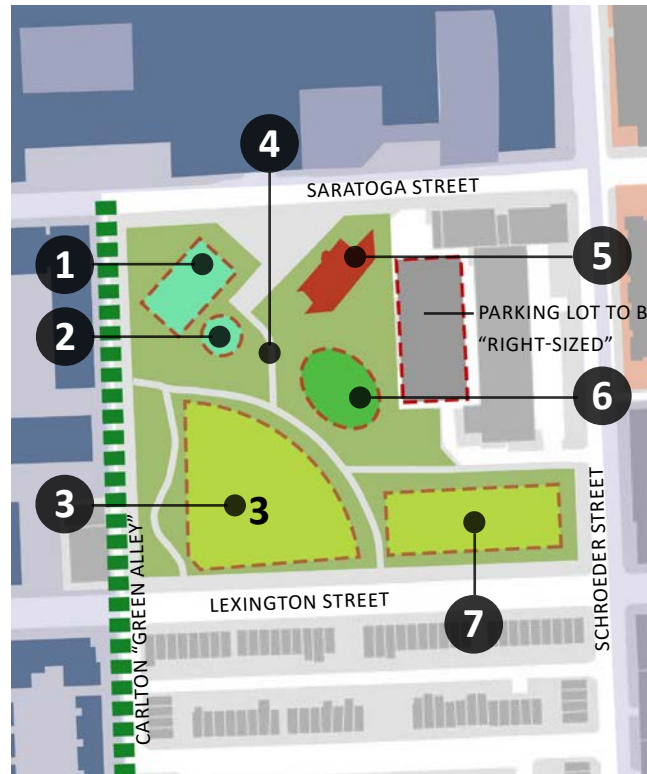 4
SARATOGA STREET
1
5
2
PARKING LOT TO B
"RIGHT-SIZED"
6
3
3
7
LEXINGTON STREET
CARLTON "GREEN ALLEY"
SCHROEDER STREET